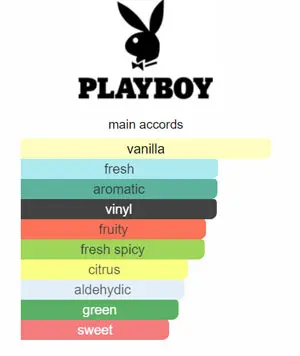 PLAYBOY
main accords
vanilla
fresh
aromatic
vinyl
fruity
fresh spicy
citrus
aldehydic
green
sweet